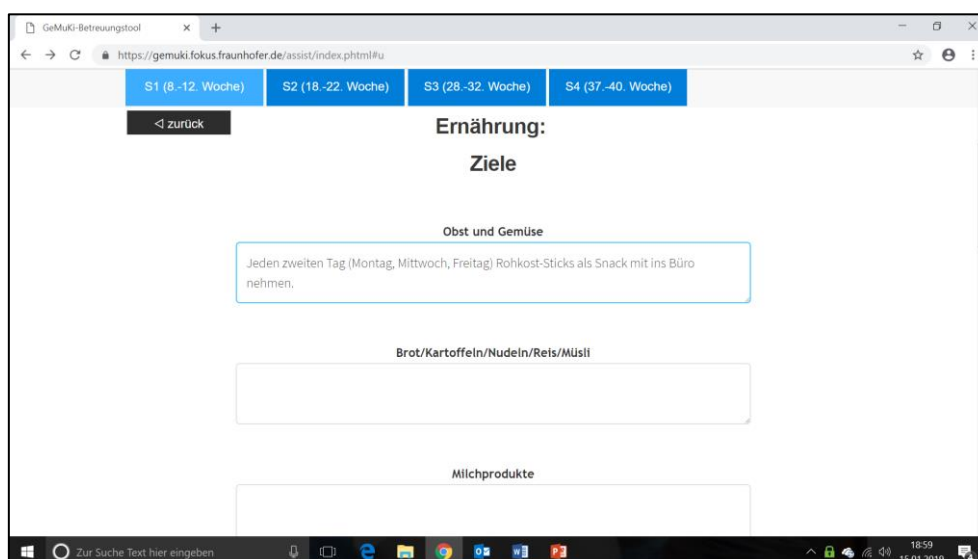 GeMuKi-Betreuungstool
https://gemuki.fokus.fraunhofer.de/assist/index.phtml#u
S1 (8.-12. Woche) S2 (18.-22. Woche) S3 (28.-32. Woche) S4 (37.-40. Woche)
zurück
Ernährung:
Ziele
Obst und Gemüse
Jeden zweiten Tag (Montag, Mittwoch, Freitag) Rohkost-Sticks als Snack mit ins Büro
nehmen.
Brot/Kartoffeln/Nudeln/Reis/Müsli
Milchprodukte
Zur Suche Text hier eingeben
18:59
15.01.2019